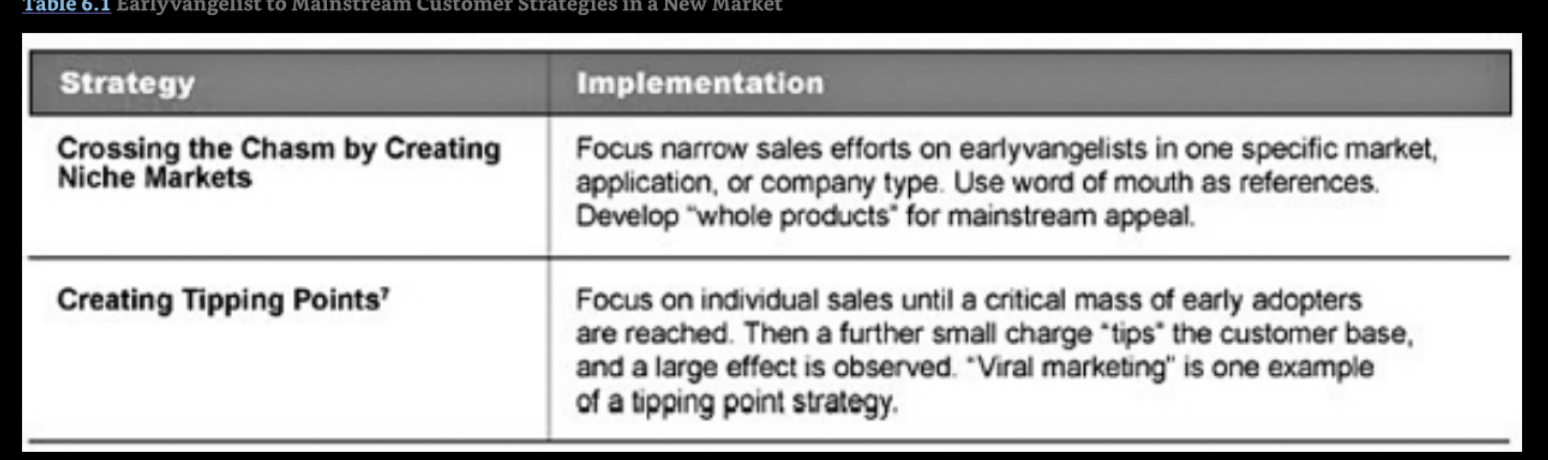 Table 6.1 Earlyvangelist to Mainstream Customer Strategies in a New Market
Strategy
Implementation
Crossing the Chasm by Creating
Niche Markets
Focus narrow sales efforts on earlyvangelists in one specific market,
application, or company type. Use word of mouth as references.
Develop "whole products" for mainstream appeal.
Creating Tipping Points⁷
Focus on individual sales until a critical mass of early adopters
are reached. Then a further small charge "tips" the customer base,
and a large effect is observed. "Viral marketing" is one example
of a tipping point strategy.